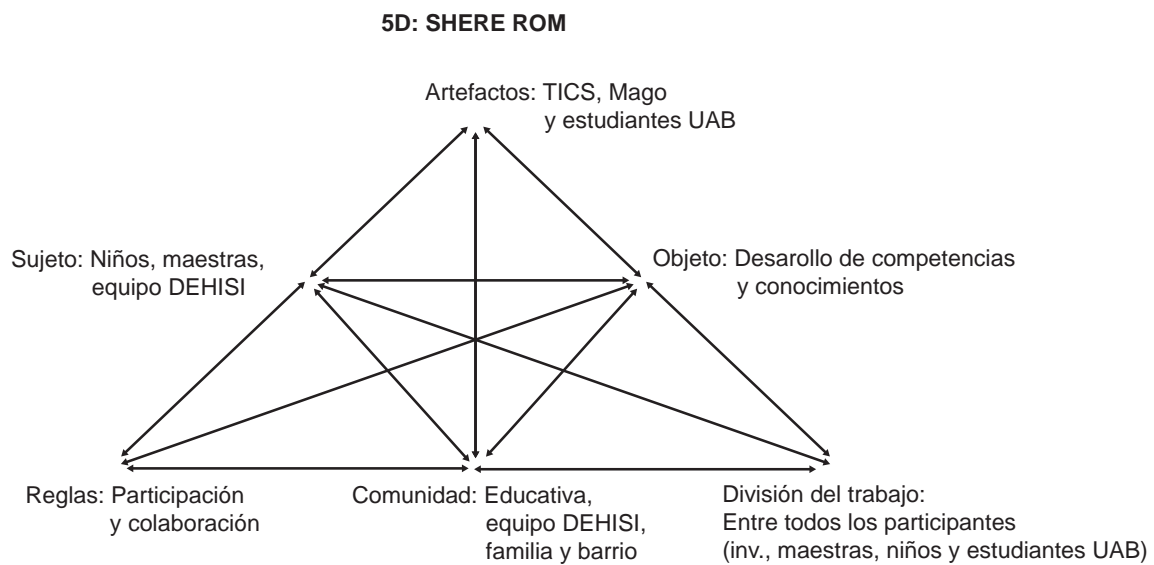 5D: SHERE ROM
Artefactos: TICS, Mago
y estudiantes UAB
Sujeto: Niños, maestras,
equipo DEHISI
Objeto: Desarollo de competencias
y conocimientos
Reglas: Participación
y colaboración
Comunidad: Educativa,
equipo DEHISI,
familia y barrio
División del trabajo:
Entre todos los participantes
(inv., maestras, niños y estudiantes UAB)